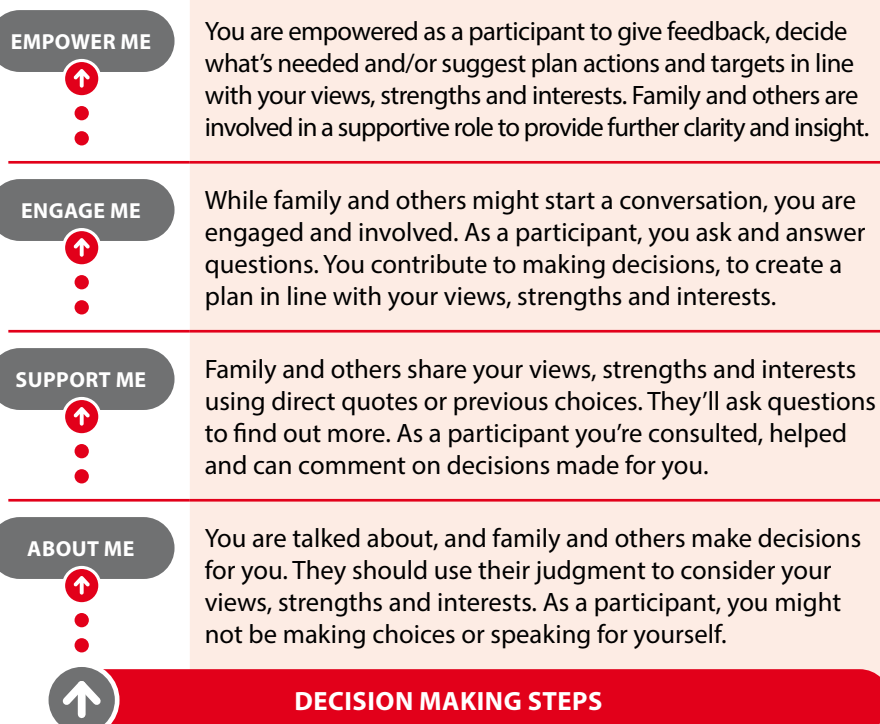 EMPOWER ME
You are empowered as a participant to give feedback, decide
what's needed and/or suggest plan actions and targets in line
with your views, strengths and interests. Family and others are
involved in a supportive role to provide further clarity and insight.
ENGAGE ME
While family and others might start a conversation, you are
engaged and involved. As a participant, you ask and answer
questions. You contribute to making decisions, to create a
plan in line with your views, strengths and interests.
SUPPORT ME
Family and others share your views, strengths and interests
using direct quotes or previous choices. They'll ask questions
to find out more. As a participant you're consulted, helped
and can comment on decisions made for you.
ABOUT ME
You are talked about, and family and others make decisions
for you. They should use their judgment to consider your
views, strengths and interests. As a participant, you might
not be making choices or speaking for yourself.
DECISION MAKING STEPS